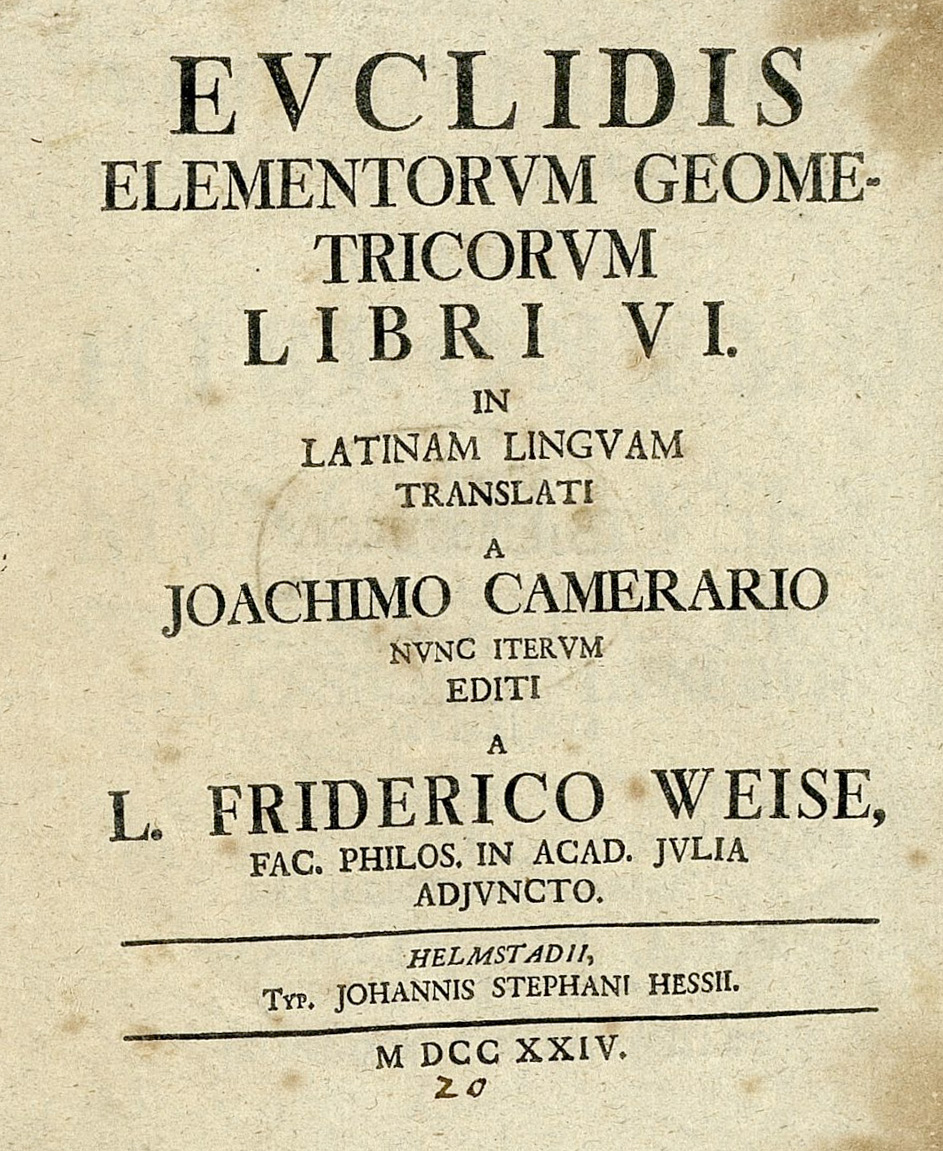 EVCLIDIS
ELEMENTORVM GEOME-
TRICORVM
LIBRI VI.
IN
LATINAM LINGVAM
TRANSLATI
A
JOACHIMO CAMERARIO
NVNC ITERVM
EDITI
A
L. FRIDERICO WEISE,
FAC. PHILOS. IN ACAD. JVLIA
ADJVNCTO.
HELMSTADII,
TYP. JOHANNIS STEPHANI HESSII.
M DCC XXIV.
20